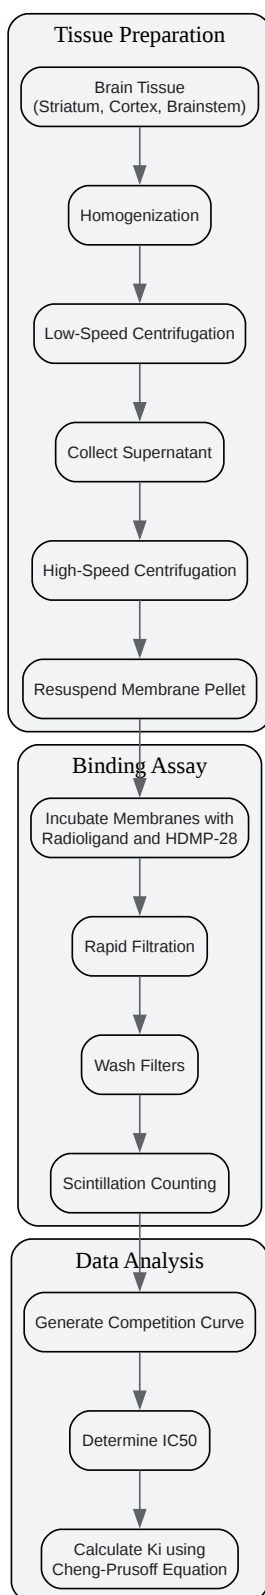 Tissue Preparation
Brain Tissue
(Striatum, Cortex, Brainstem)
Homogenization
Low-Speed Centrifugation
Collect Supernatant
High-Speed Centrifugation
Resuspend Membrane Pellet
Binding Assay
Incubate Membranes with
Radioligand and HDMP-28
Rapid Filtration
Wash Filters
Scintillation Counting
Data Analysis
Generate Competition Curve
Determine IC50
Calculate Ki using
Cheng-Prusoff Equation